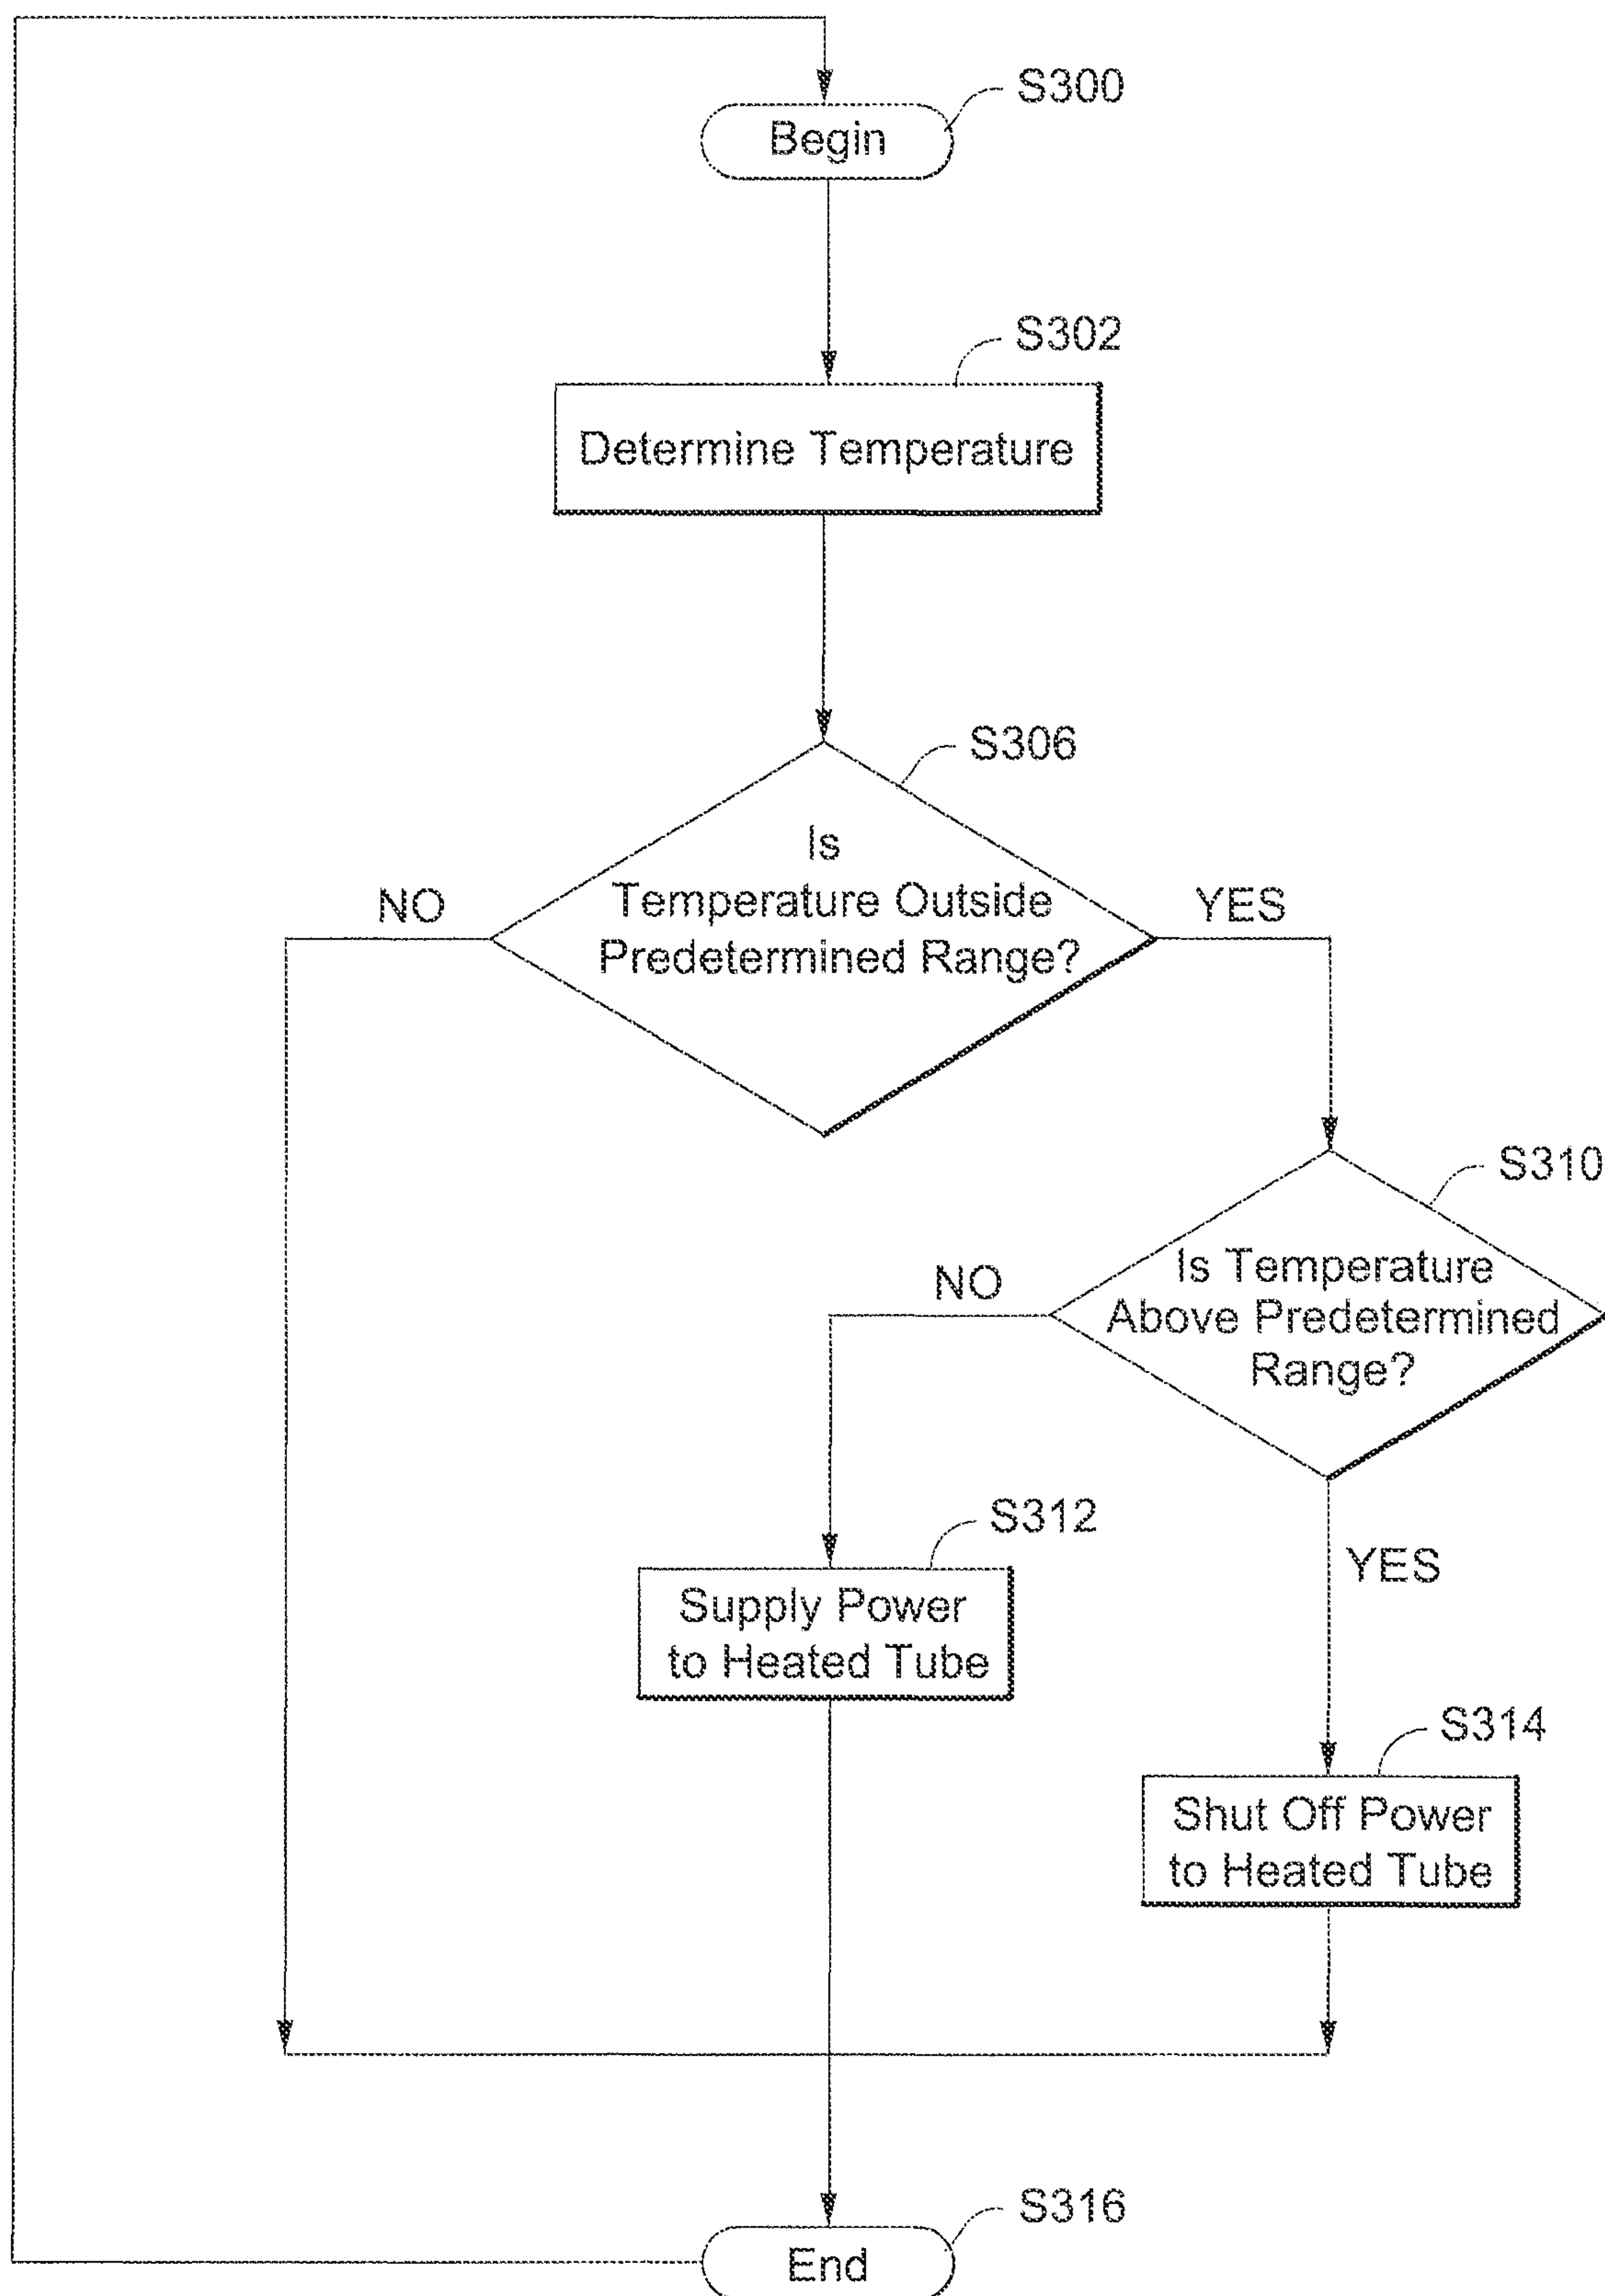 S300
Begin
S302
Determine Temperature
S306
Is
Temperature Outside
Predetermined Range?
NO
YES
S310
Is Temperature
Above Predetermined
Range?
NO
S312
Supply Power
to Heated Tube
YES
S314
Shut Off Power
to Heated Tube
S316
End